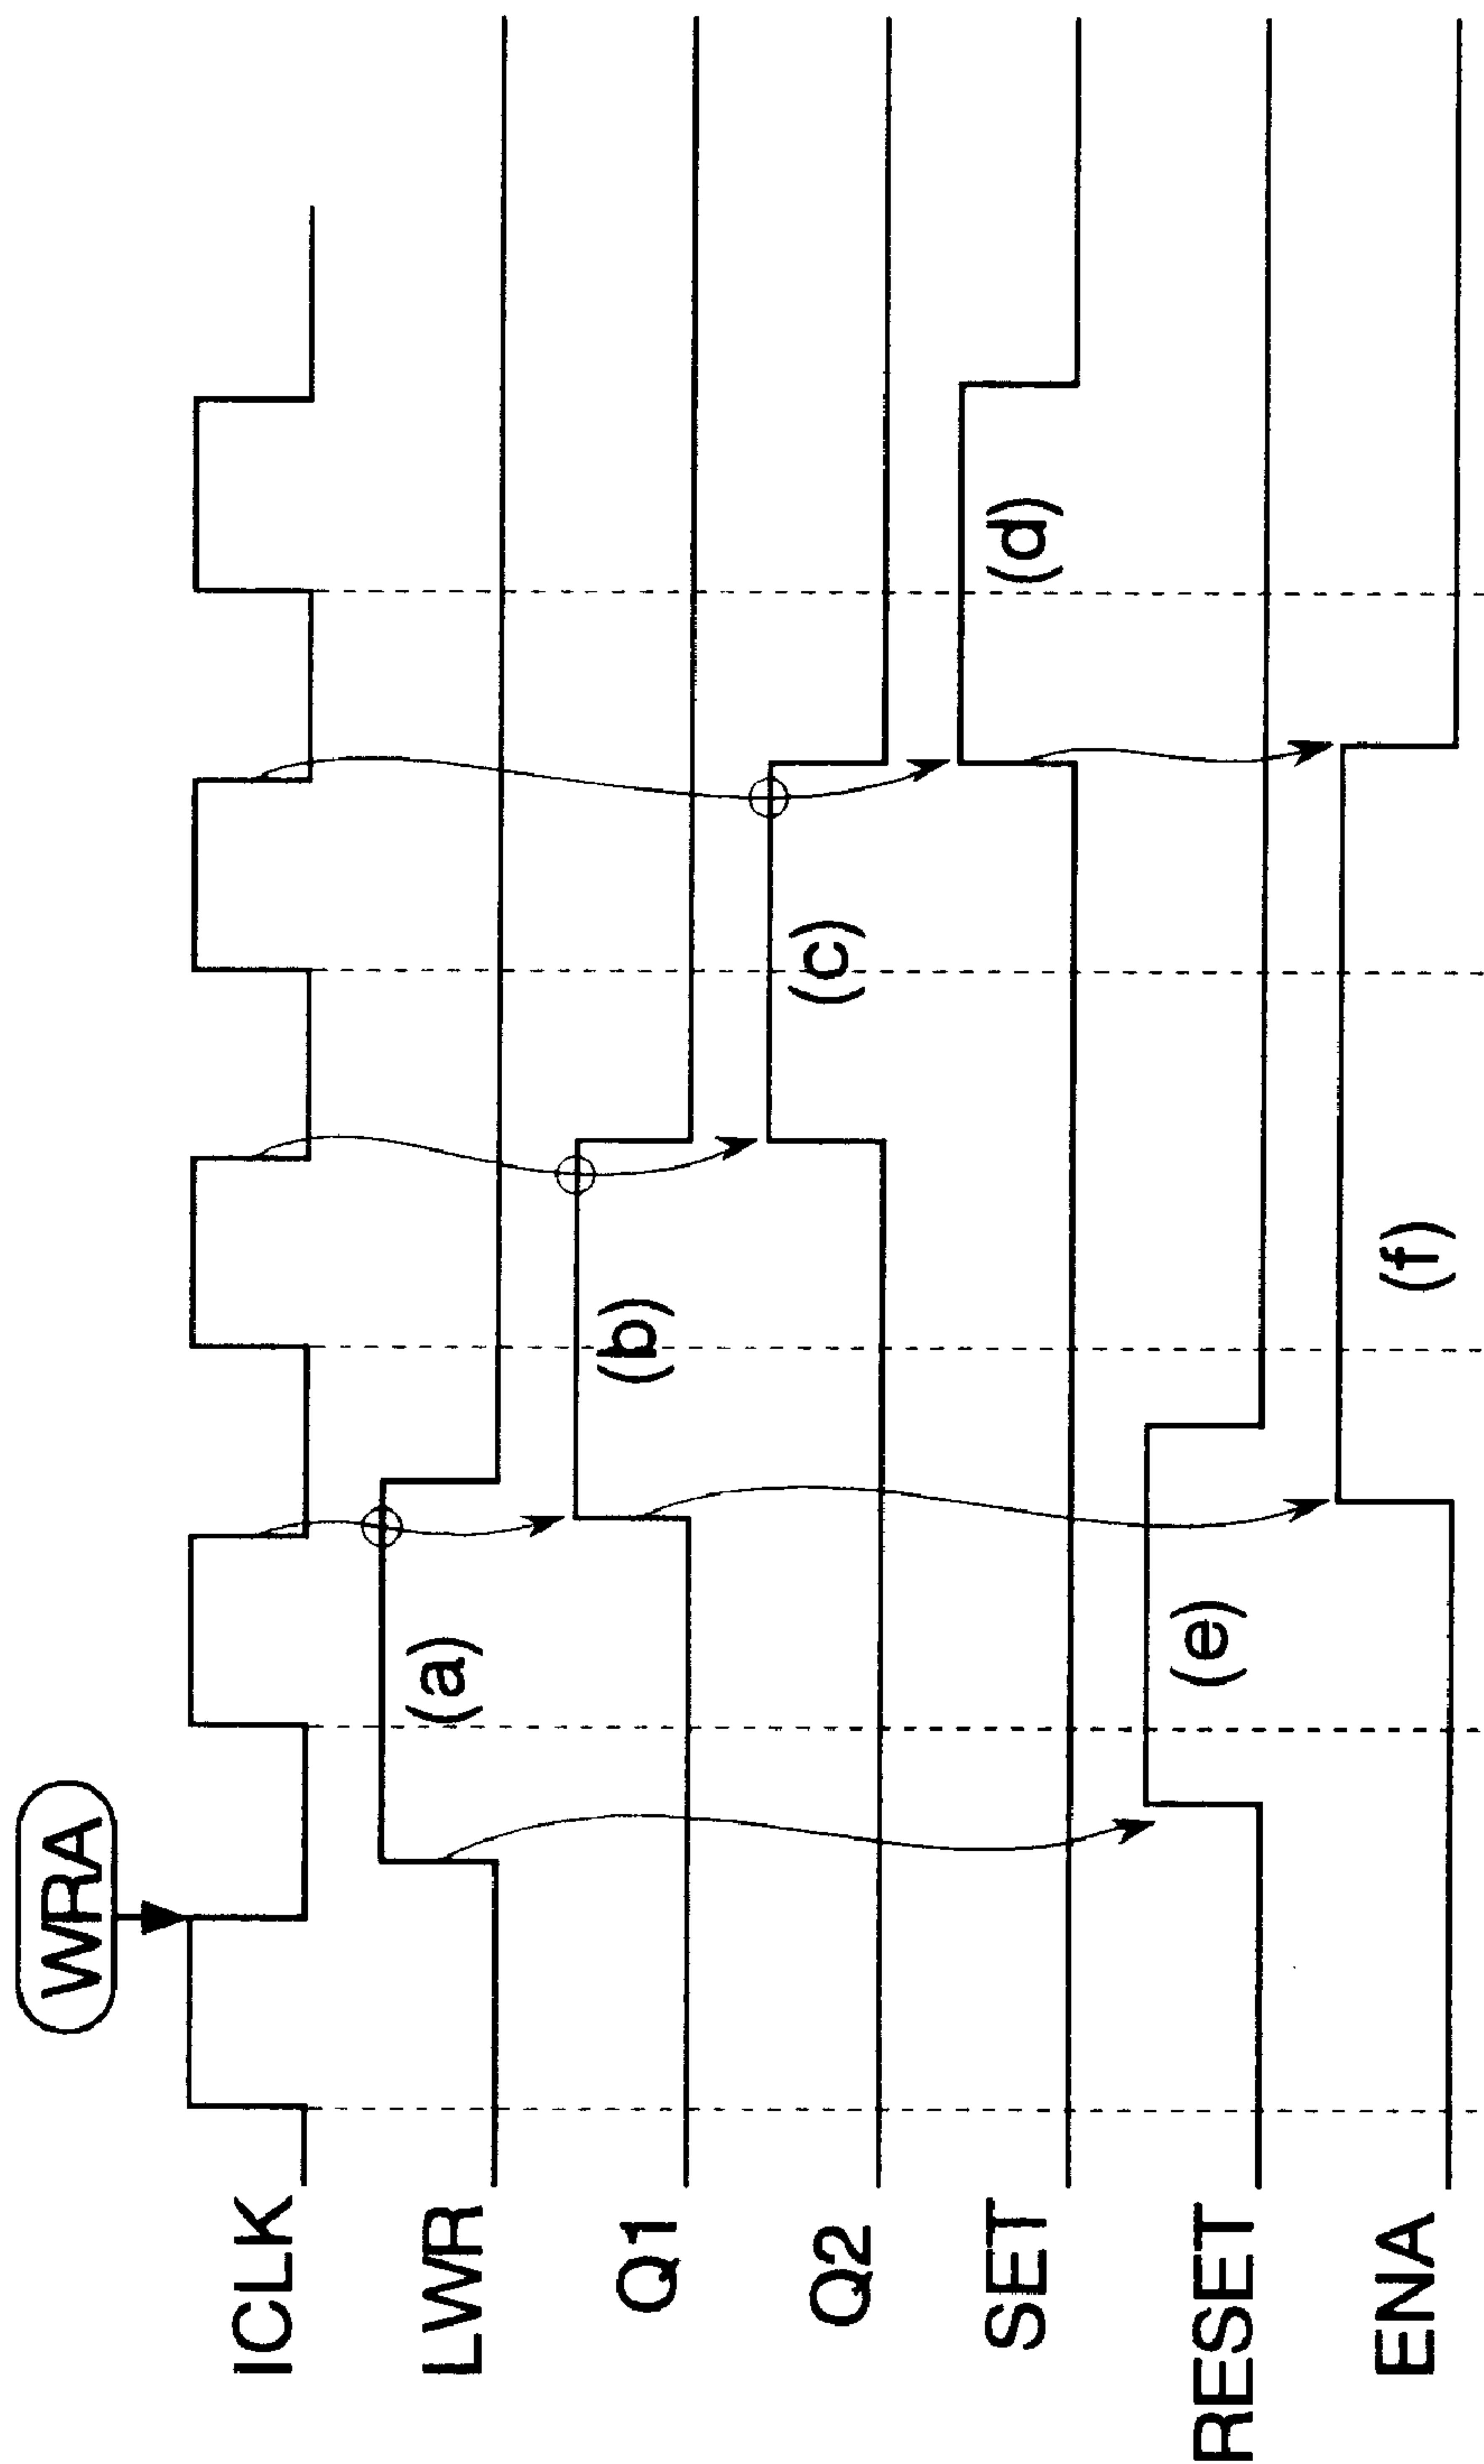 WRA
ICLK
LWR
(a)
Q1
(b)
Q2
(c)
SET
(d)
RESET
(e)
ENA
(f)